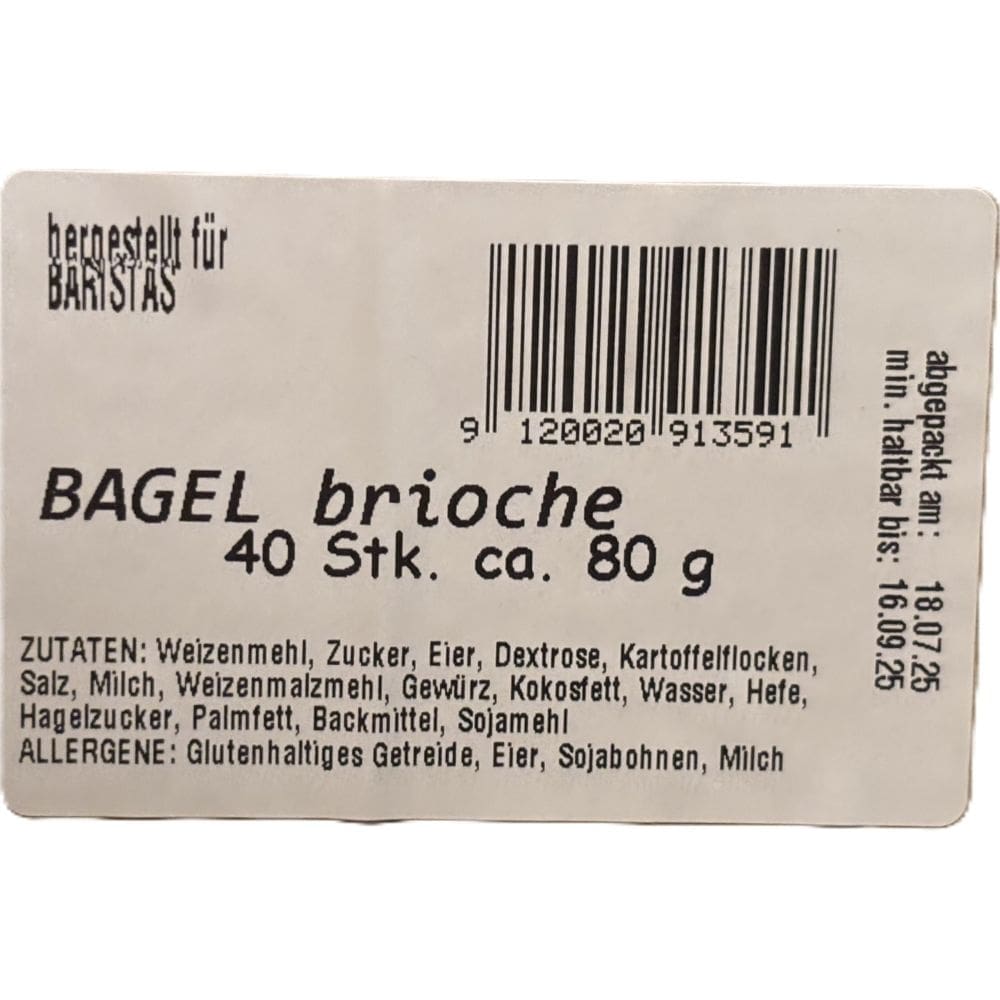 hergestellt für
BARISTAS
9 120020 913591
BAGEL brioche
40 Stk. ca. 80 g
abgepackt am: 18.07.25
min. haltbar bis: 16.09.25
ZUTATEN: Weizenmehl, Zucker, Eier, Dextrose, Kartoffelflocken,
Salz, Milch, Weizenmalzmehl, Gewürz, Kokosfett, Wasser, Hefe,
Hagelzucker, Palmfett, Backmittel, Sojamehl
ALLERGENE: Glutenhaltiges Getreide, Eier, Sojabohnen, Milch